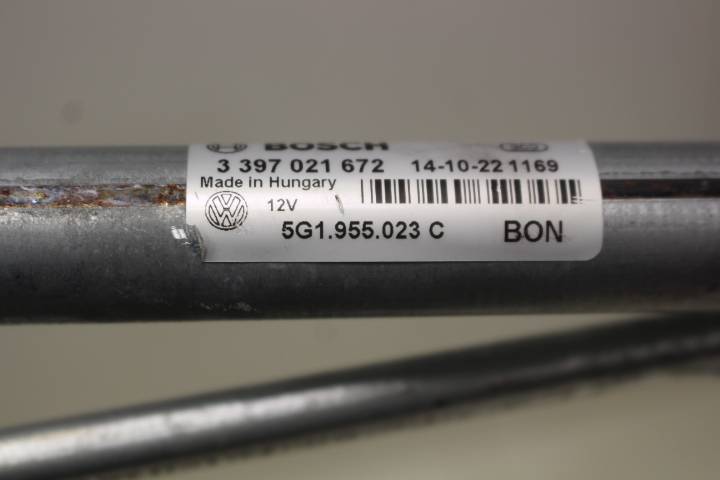 BOSCH
3 397 021 672 14-10-22 1169
Made in Hungary
12V
5G1.955.023 C BON